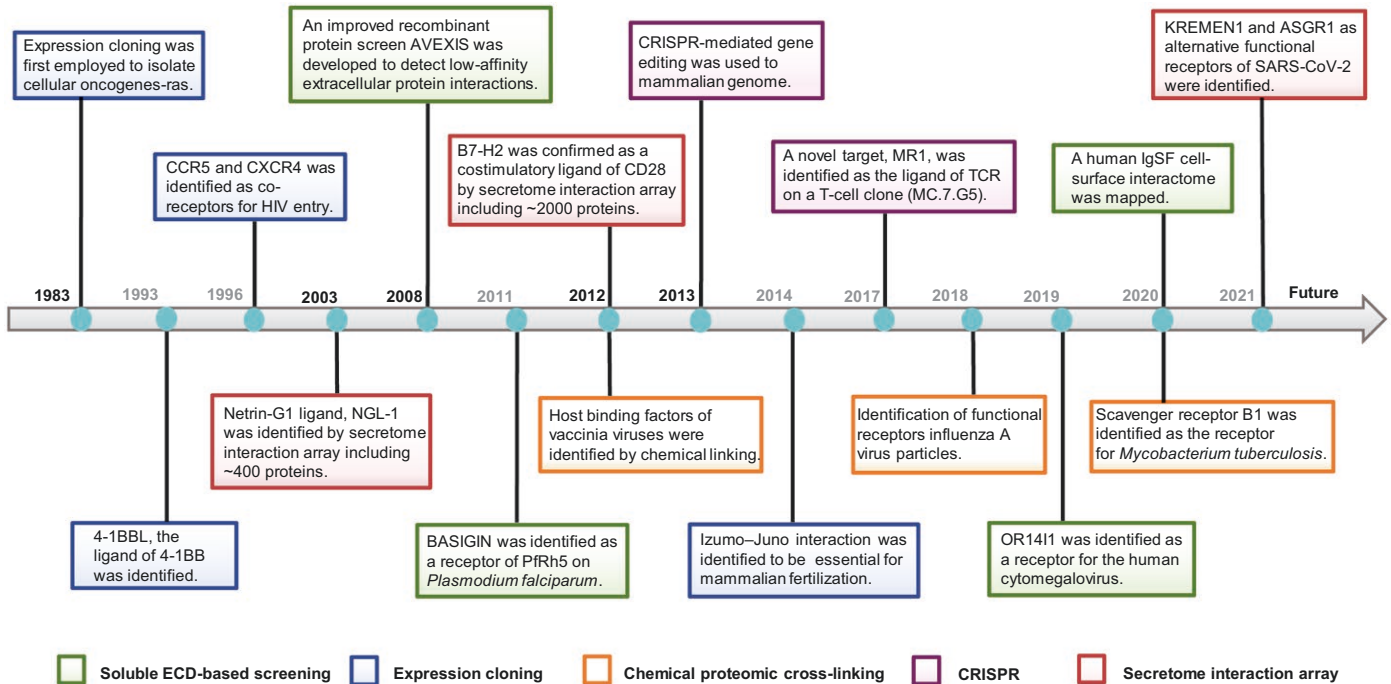 Expression cloning was
first employed to isolate
cellular oncogenes-ras.
An improved recombinant
protein screen AVEXIS was
developed to detect low-affinity
extracellular protein interactions.
CRISPR-mediated gene
editing was used to
mammalian genome.
KREMEN1 and ASGR1 as
alternative functional
receptors of SARS-CoV-2
were identified.
CCR5 and CXCR4 was
identified as co-
receptors for HIV entry.
B7-H2 was confirmed as a
costimulatory ligand of CD28
by secretome interaction array
including ~2000 proteins.
A novel target, MR1, was
identified as the ligand of TCR
on a T-cell clone (MC.7.G5).
A human IgSF cell-
surface interactome
was mapped.
1983 1993 1996 2003 2008 2011 2012 2013 2014 2017 2018 2019 2020 2021 Future
Netrin-G1 ligand, NGL-1
was identified by secretome
interaction array including
~400 proteins.
Host binding factors of
vaccinia viruses were
identified by chemical linking.
Identification of functional
receptors influenza A
virus particles.
Scavenger receptor B1 was
identified as the receptor
for Mycobacterium tuberculosis.
4-1BBL, the
ligand of 4-1BB
was identified.
BASIGIN was identified as
a receptor of PfRh5 on
Plasmodium falciparum.
Izumo–Juno interaction was
identified to be essential for
mammalian fertilization.
OR14I1 was identified as
a receptor for the human
cytomegalovirus.
Soluble ECD-based screening Expression cloning Chemical proteomic cross-linking CRISPR Secretome interaction array